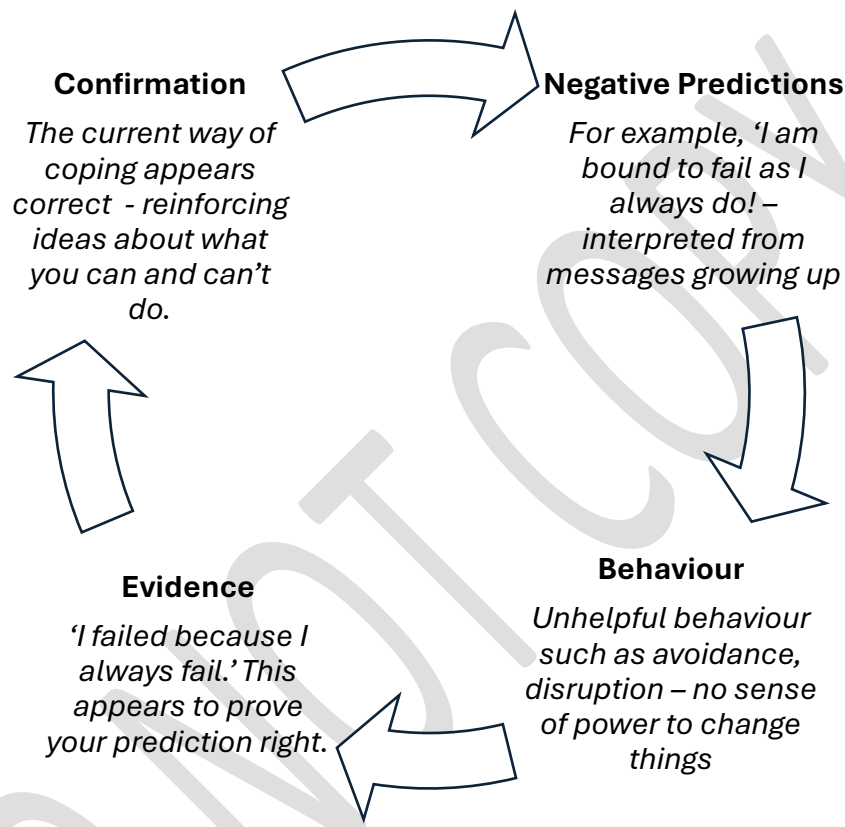 Confirmation
The current way of
coping appears
correct  - reinforcing
ideas about what
you can and can’t
do.
Negative Predictions
For example, ‘I am
bound to fail as I
always do! –
interpreted from
messages growing up
Behaviour
Unhelpful behaviour
such as avoidance,
disruption – no sense
of power to change
things
Evidence
‘I failed because I
always fail.’ This
appears to prove
your prediction right.
NOT COPY